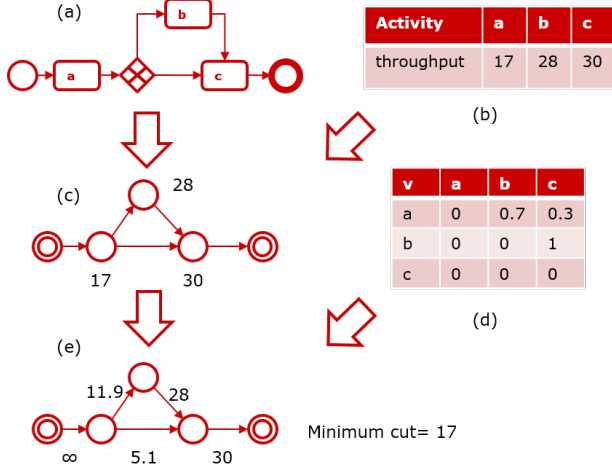 (a)
b
a
c
Activity a b c
throughput 17 28 30
(b)
(c)
28
17 30
v a b c
a 0 0.7 0.3
b 0 0 1
c 0 0 0
(d)
(e)
11.9 28
∞ 5.1 30
Minimum cut= 17